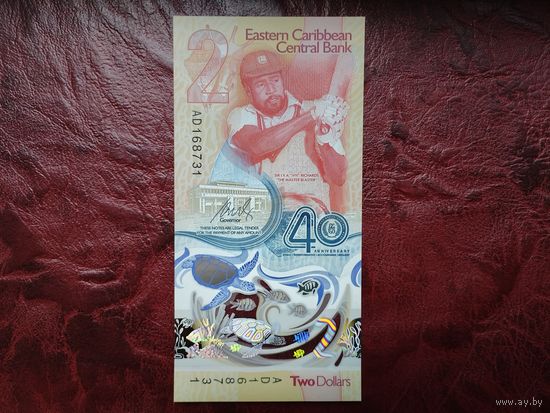 2
Eastern Caribbean
Central Bank
AD168731
SIR I.V.A. "VIV" RICHARDS
"THE MASTER BLASTER"
Governor
THESE NOTES ARE LEGAL TENDER
FOR THE PAYMENT OF ANY AMOUNT
40
ANNIVERSARY
AD168731
Two Dollars
www.ay.by